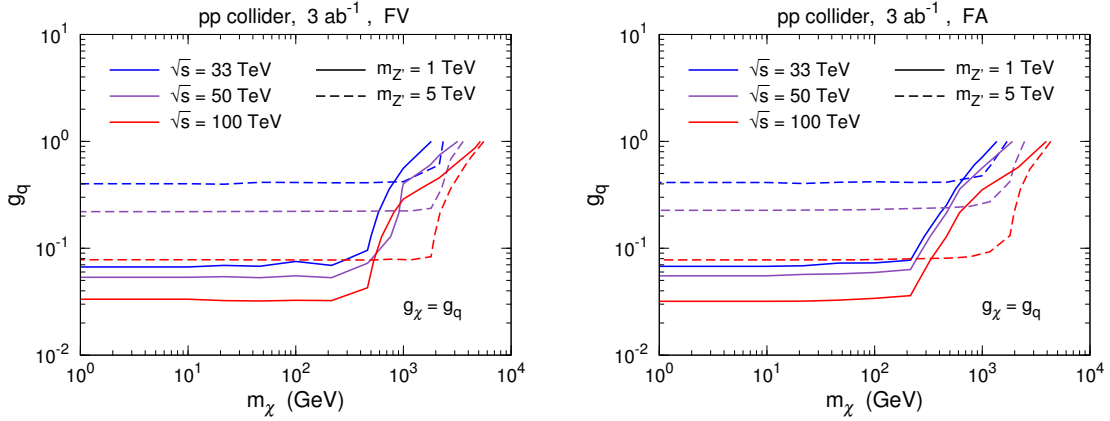 pp collider, 3 ab⁻¹ , FV
10¹
√s = 33 TeV
m_Z' = 1 TeV
√s = 50 TeV
m_Z' = 5 TeV
√s = 100 TeV
10⁰
g_q
10⁻¹
g_χ = g_q
10⁻²
10⁰ 10¹ 10² 10³ 10⁴
m_χ (GeV)
pp collider, 3 ab⁻¹ , FA
10¹
√s = 33 TeV
m_Z' = 1 TeV
√s = 50 TeV
m_Z' = 5 TeV
√s = 100 TeV
10⁰
g_q
10⁻¹
g_χ = g_q
10⁻²
10⁰ 10¹ 10² 10³ 10⁴
m_χ (GeV)